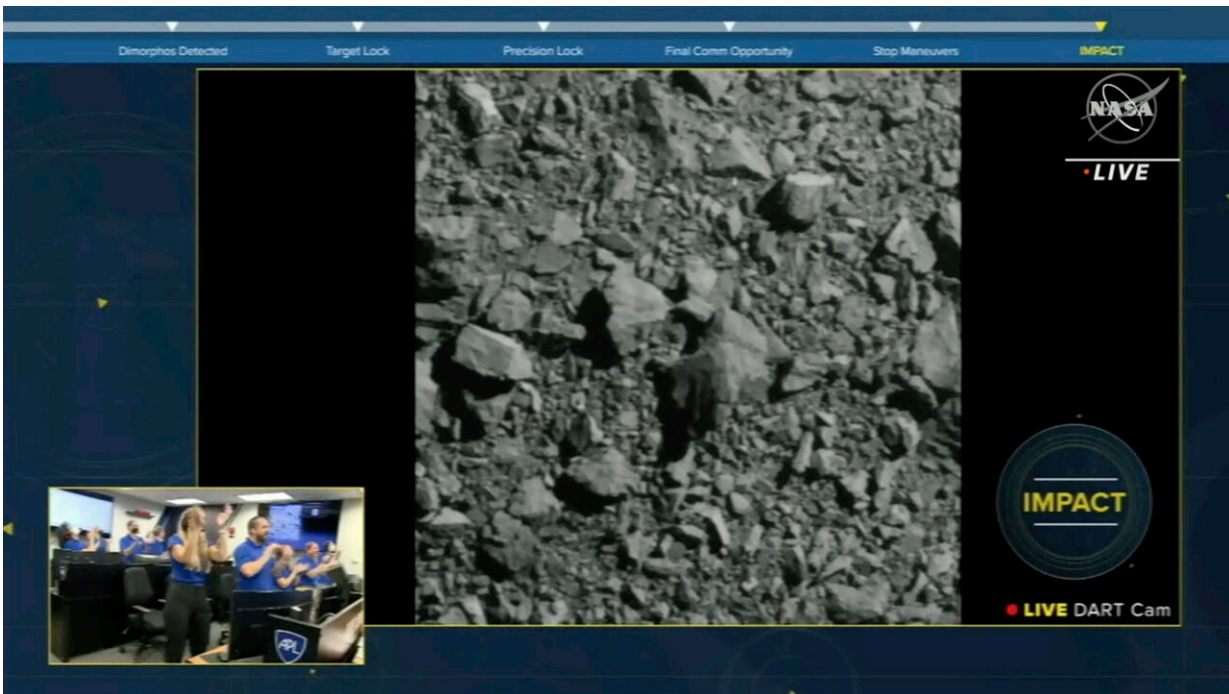 Dimorphos Detected
Target Lock
Precision Lock
Final Comm Opportunity
Stop Maneuvers
IMPACT
NASA
LIVE
IMPACT
LIVE DART Cam
APL